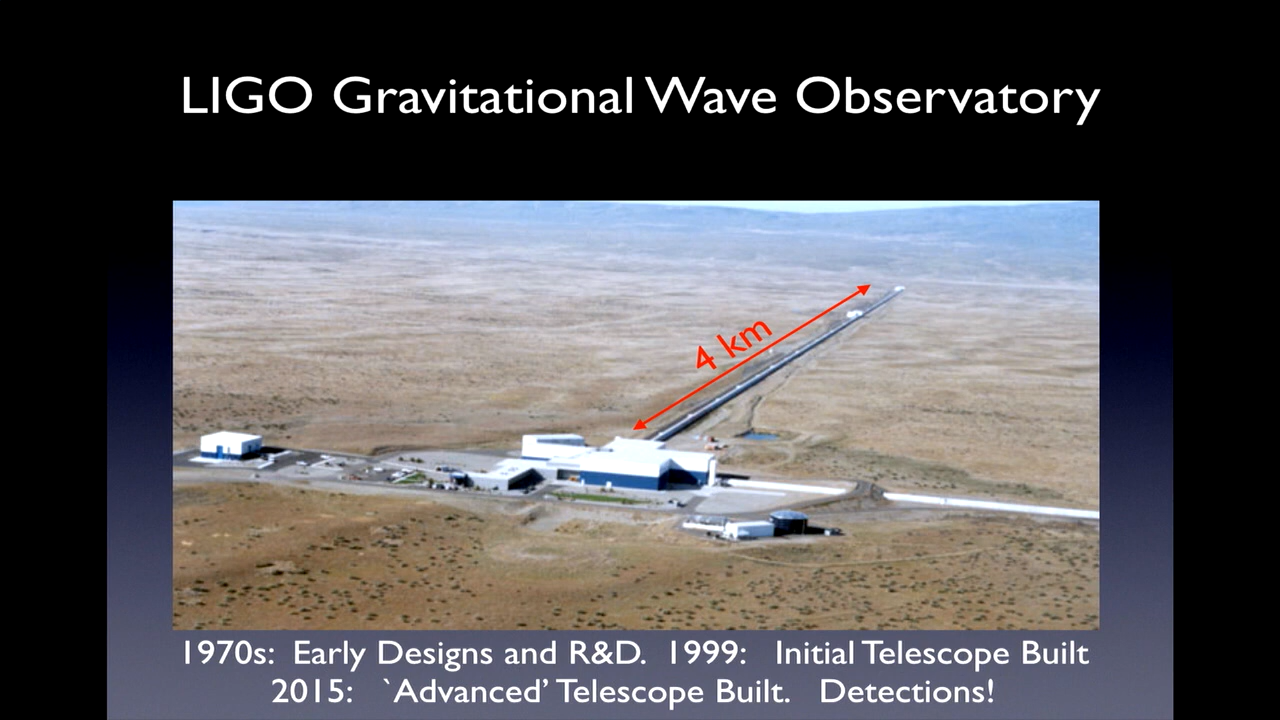 LIGO Gravitational Wave Observatory
4 km
1970s: Early Designs and R&D. 1999: Initial Telescope Built
2015: `Advanced’ Telescope Built. Detections!